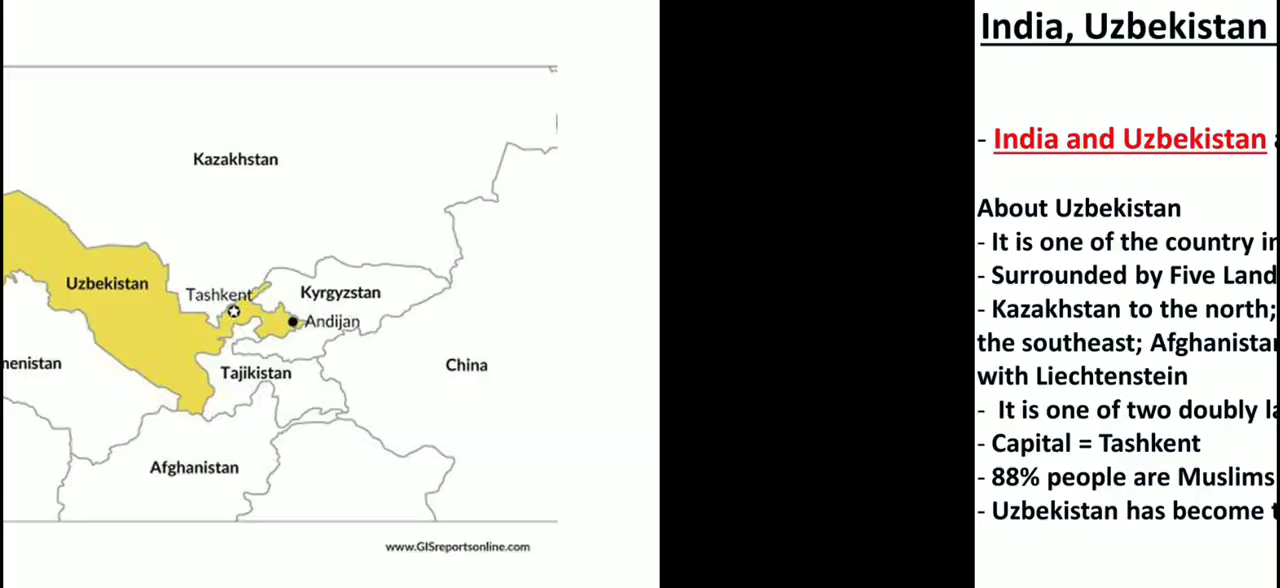 Kazakhstan
Uzbekistan
Tashkent
Kyrgyzstan
Andijan
China
Tajikistan
Afghanistan
www.GISreportsonline.com
India, Uzbekistan
- India and Uzbekistan
About Uzbekistan
- It is one of the country in
- Surrounded by Five Land
- Kazakhstan to the north;
the southeast; Afghanistan
with Liechtenstein
- It is one of two doubly
- Capital = Tashkent
- 88% people are Muslims
- Uzbekistan has become